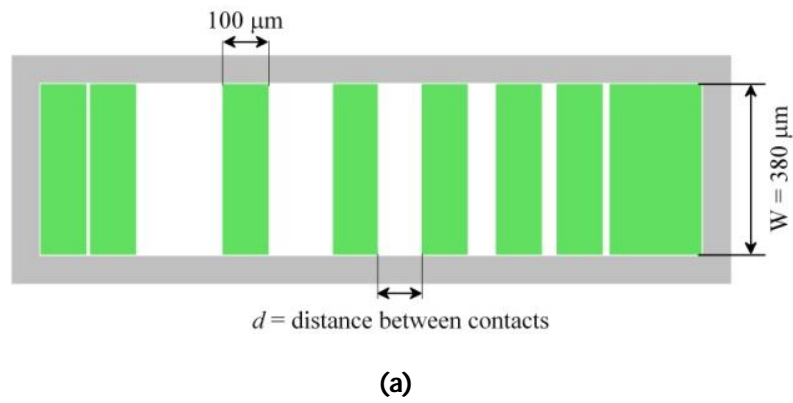 100 μm
W = 380 μm
d = distance between contacts
(a)